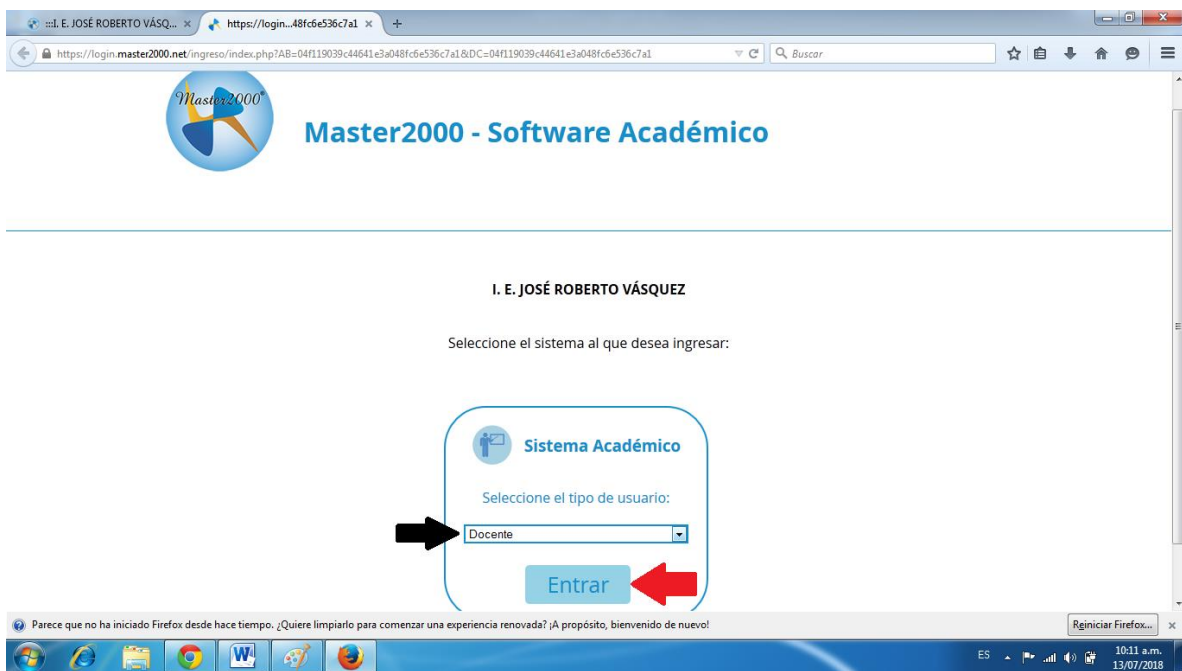 :::I. E. JOSÉ ROBERTO VÁSQ... × https://login...48fc6e536c7a1 × +
https://login.master2000.net/ingreso/index.php?AB=04f119039c44641e3a048fc6e536c7a1&DC=04f119039c44641e3a048fc6e536c7a1 Buscar
Master2000®
Master2000 - Software Académico
I. E. JOSÉ ROBERTO VÁSQUEZ
Seleccione el sistema al que desea ingresar:
Sistema Académico
Seleccione el tipo de usuario:
Docente
Entrar
Parece que no ha iniciado Firefox desde hace tiempo. ¿Quiere limpiarlo para comenzar una experiencia renovada? ¡A propósito, bienvenido de nuevo! Reiniciar Firefox... ×
ES 10:11 a.m.
13/07/2018